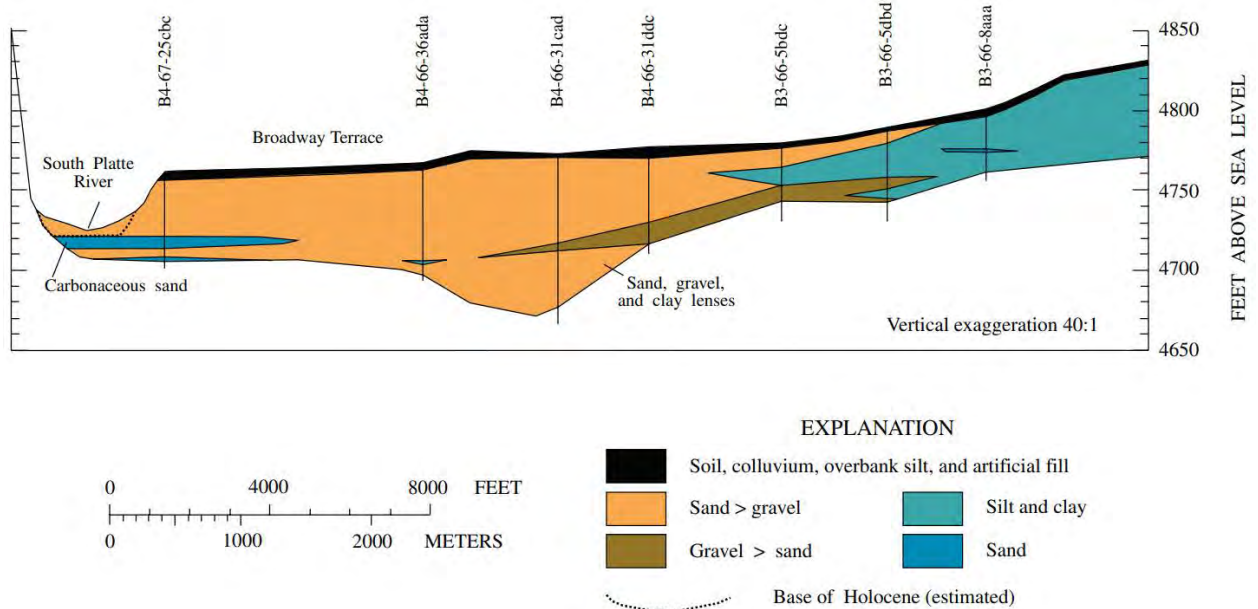 B4-67-25cbc
B4-66-36ada
B4-66-31cad
B4-66-31ddc
B3-66-5bdc
B3-66-5dbd
B3-66-8aaa
4850
4800
4750
4700
4650
FEET ABOVE SEA LEVEL
Broadway Terrace
South Platte
River
Carbonaceous sand
Sand, gravel,
and clay lenses
Vertical exaggeration 40:1
EXPLANATION
Soil, colluvium, overbank silt, and artificial fill
Sand > gravel
Silt and clay
Gravel > sand
Sand
Base of Holocene (estimated)
0 4000 8000 FEET
0 1000 2000 METERS